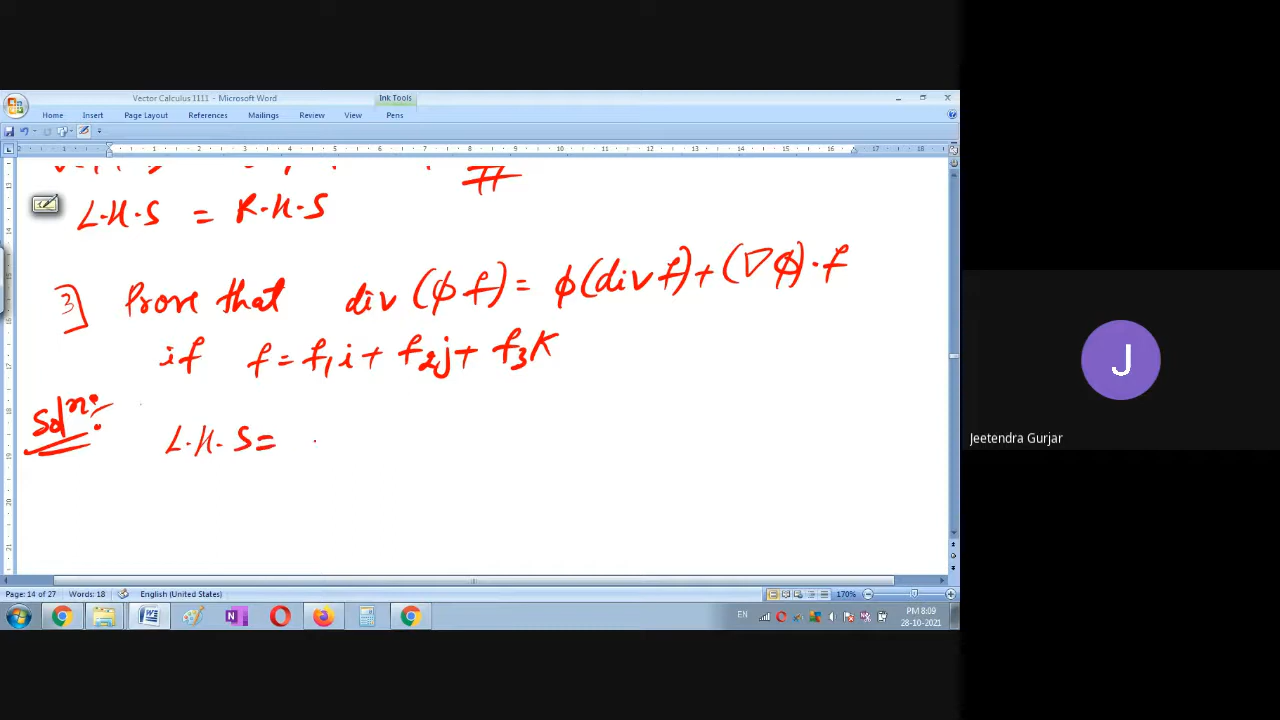 Vector Calculus 1111 - Microsoft Word
Ink Tools
Home Insert Mailings Page Layout References Mailings Review View Pens
L.H.S = R.H.S
3] Prove that div (φ f) = φ(div f) + (∇φ)·f
if f = f₁i + f₂j + f₃k
Solⁿ:
L.H.S =
J
Jeetendra Gurjar
Page: 14 of 27 Words: 18 English (United States) 170%
EN
PM 8:09
28-10-2021